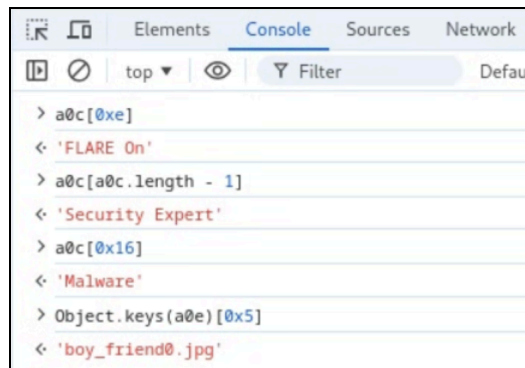 Elements Console Sources Network
top ▼ Filter Defau
> a0c[0xe]
<· 'FLARE On'
> a0c[a0c.length - 1]
<· 'Security Expert'
> a0c[0x16]
<· 'Malware'
> Object.keys(a0e)[0x5]
<· 'boy_friend0.jpg'